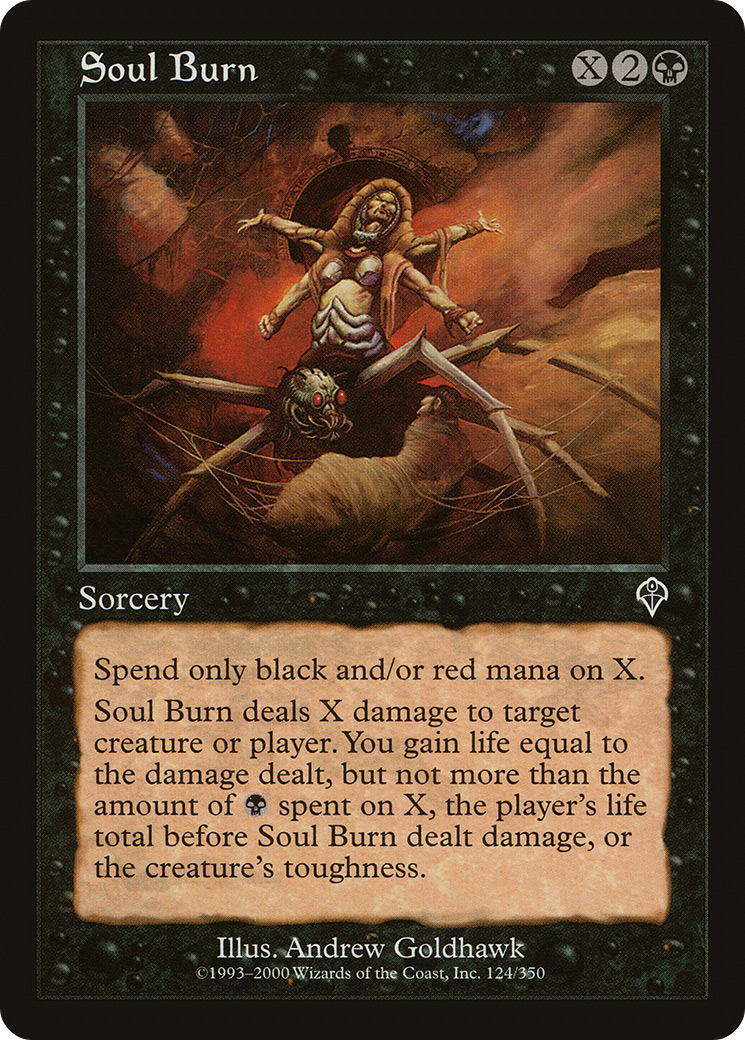 Soul Burn X2
Sorcery
Spend only black and/or red mana on X.
Soul Burn deals X damage to target
creature or player. You gain life equal to
the damage dealt, but not more than the
amount of spent on X, the player's life
total before Soul Burn dealt damage, or
the creature's toughness.
Illus. Andrew Goldhawk
©1993–2000 Wizards of the Coast, Inc. 124/350